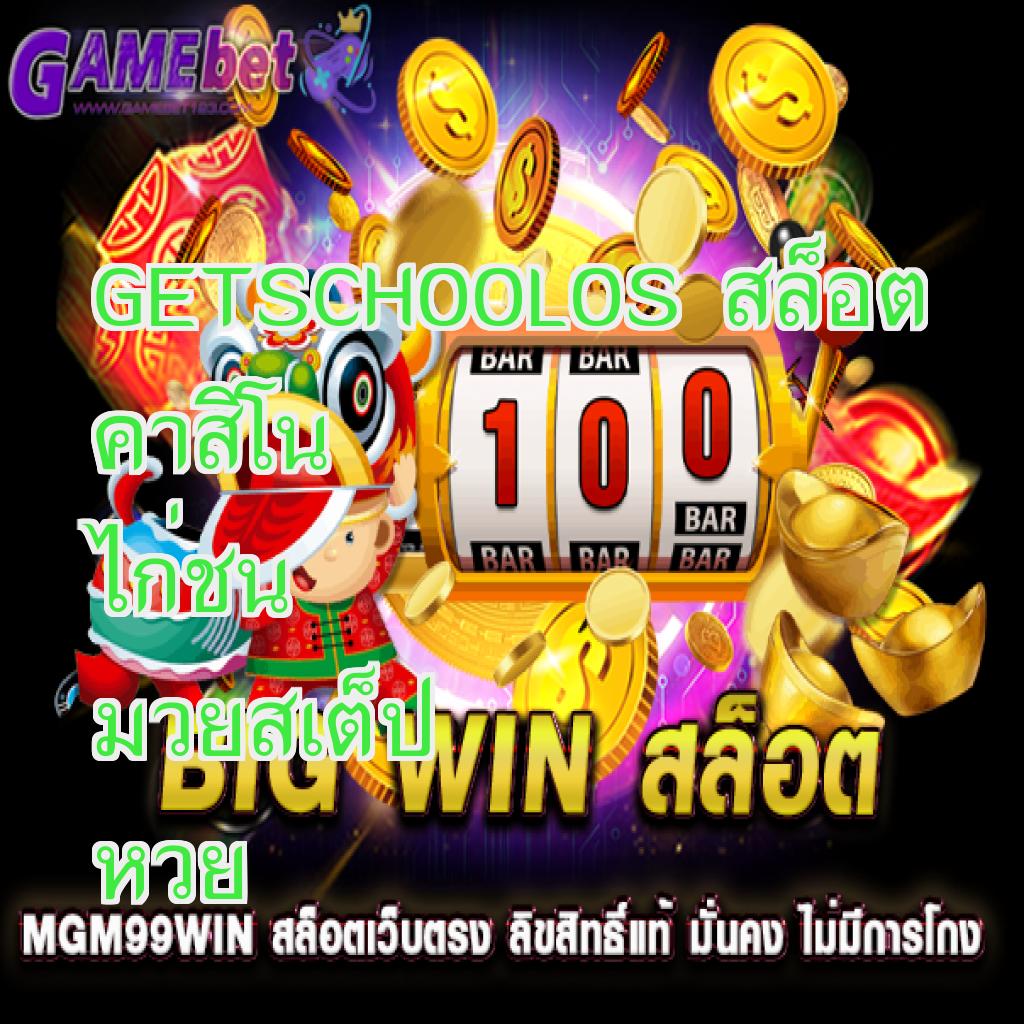 GAMEbet
GETSCHOOLOS สล็อต
BAR BAR
100
คาสิโน
BAR
ไก่ชน
BAR BAR BAR
มวยสเต็ป
BIG WIN สล็อต
หวย
MGM99WIN สล็อตเว็บตรง ลิขสิทธิ์แท้ มั่นคง ไม่มีการโกง